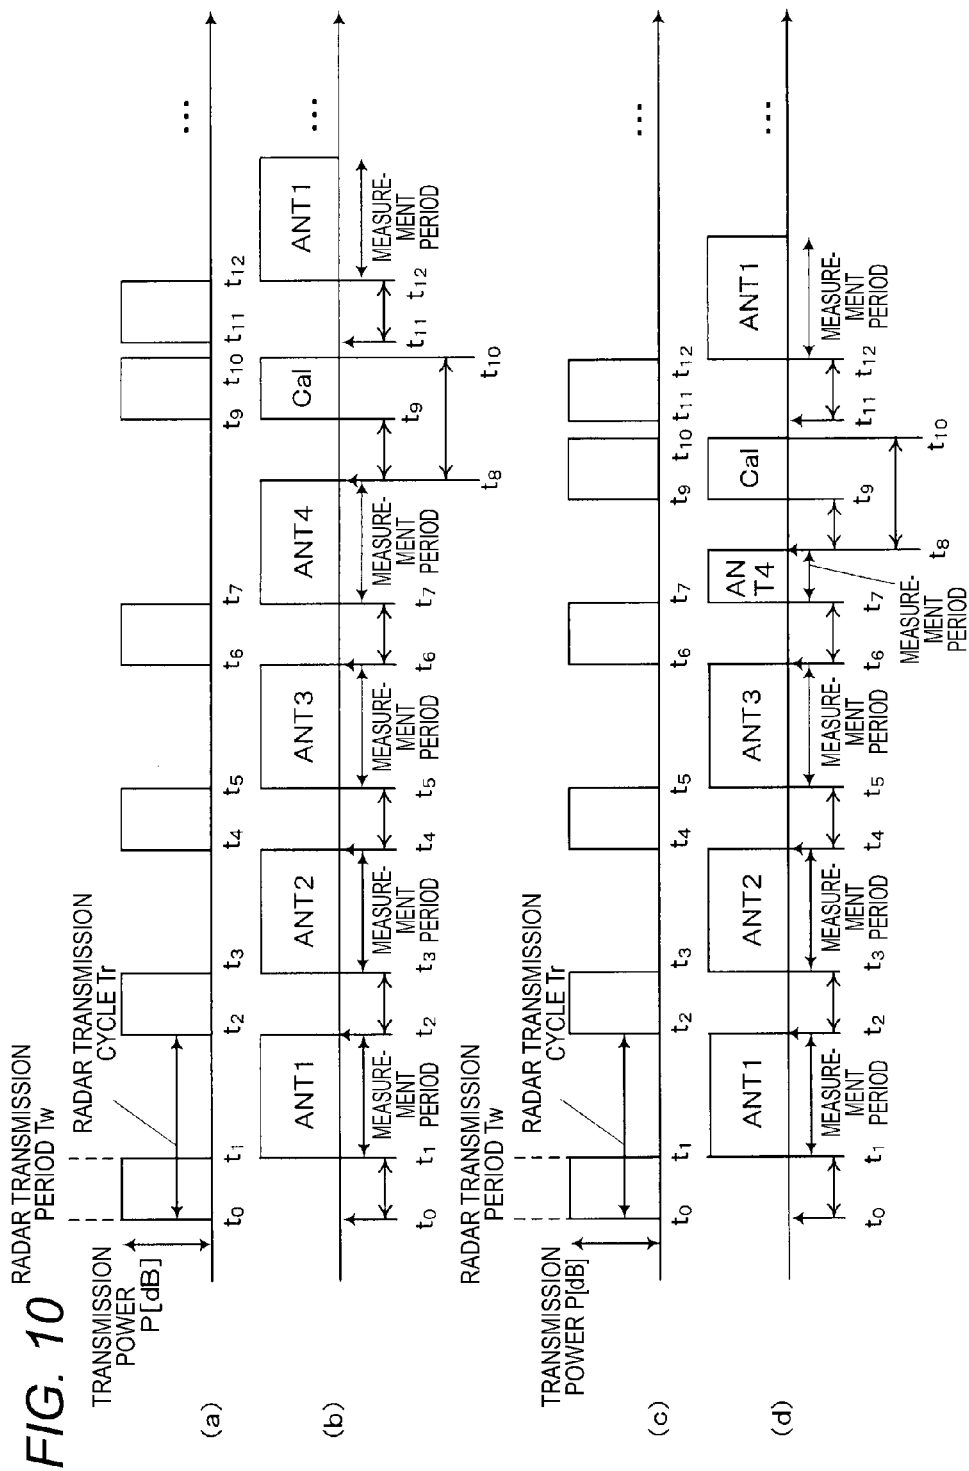 FIG. 10
RADAR TRANSMISSION
PERIOD Tw
RADAR TRANSMISSION
CYCLE Tr
TRANSMISSION
POWER
P[dB]
(a)
t0 t1 t2 t3 t4 t5 t6 t7 t9 t10 t11 t12
...
(b)
ANT1 ANT2 ANT3 ANT4 Cal ANT1
...
MEASURE-
MENT
PERIOD
MEASURE-
MENT
PERIOD
MEASURE-
MENT
PERIOD
MEASURE-
MENT
PERIOD
MEASURE-
MENT
PERIOD
t0 t1 t2 t3 t4 t5 t6 t7 t9 t11 t12
t8 t10
RADAR TRANSMISSION
PERIOD Tw
RADAR TRANSMISSION
CYCLE Tr
TRANSMISSION
POWER P[dB]
(c)
t0 t1 t2 t3 t4 t5 t6 t7 t9 t10 t11 t12
...
(d)
ANT1 ANT2 ANT3 AN
T4 Cal ANT1
...
MEASURE-
MENT
PERIOD
MEASURE-
MENT
PERIOD
MEASURE-
MENT
PERIOD
MEASURE-
MENT
PERIOD
MEASURE-
MENT
PERIOD
t0 t1 t2 t3 t4 t5 t6 t7 t9 t11 t12
t8 t10